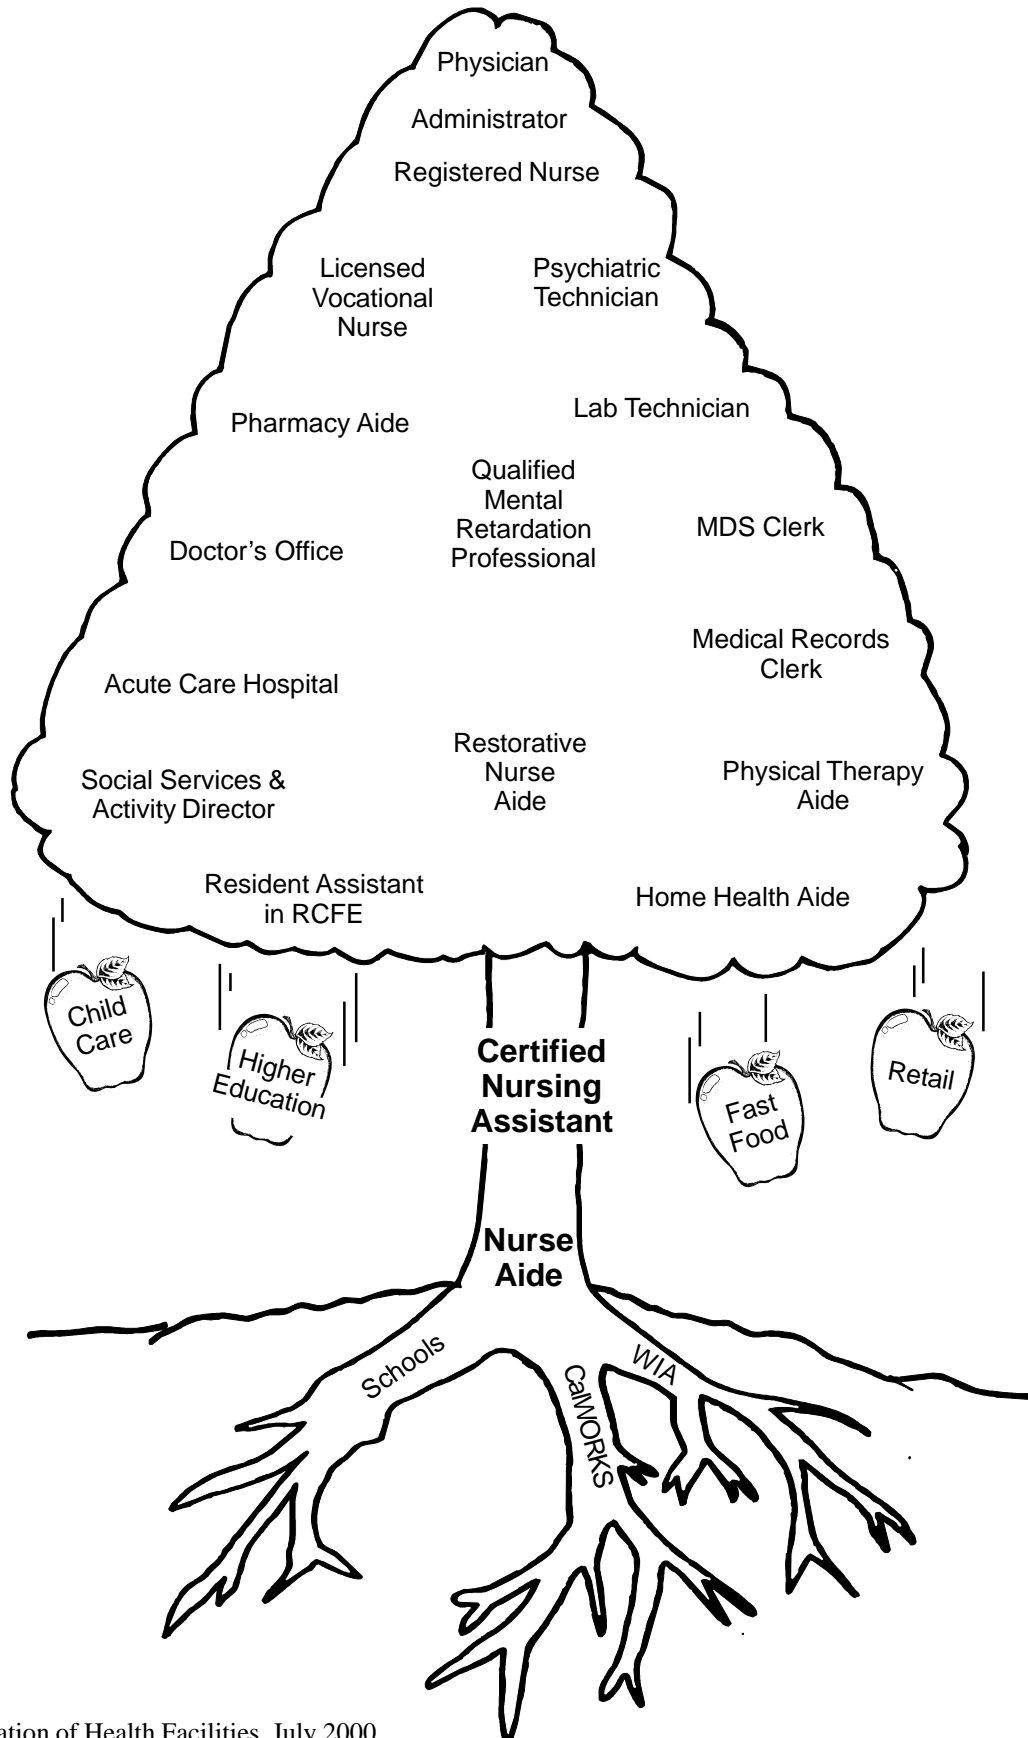 Physician
Administrator
Registered Nurse
Licensed
Vocational
Nurse
Psychiatric
Technician
Pharmacy Aide
Lab Technician
Qualified
Mental
Retardation
Professional
MDS Clerk
Doctor's Office
Medical Records
Clerk
Acute Care Hospital
Restorative
Nurse
Aide
Social Services &
Activity Director
Physical Therapy
Aide
Resident Assistant
in RCFE
Home Health Aide
Child
Care
Higher
Education
Fast
Food
Retail
Certified
Nursing
Assistant
Nurse
Aide
Schools
CalWORKS
WIA
of Health Facilities, July 2000